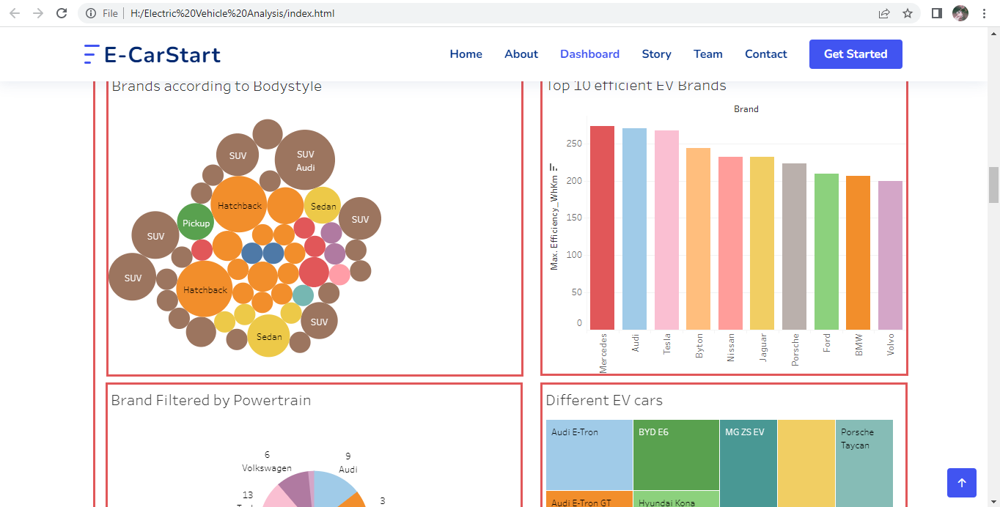 File
H:/Electric%20Vehicle%20Analysis/index.html
E-CarStart
Home
About
Dashboard
Story
Team
Contact
Get Started
Brands according to Bodystyle
SUV
SUV
Audi
Hatchback
Sedan
Pickup
SUV
SUV
SUV
Hatchback
SUV
Sedan
Top 10 efficient EV Brands
Brand
Max. Efficiency_WhKm
250
200
150
100
50
0
Mercedes
Audi
Tesla
Byton
Nissan
Jaguar
Porsche
Ford
BMW
Volvo
Brand Filtered by Powertrain
6
Volkswagen
9
Audi
13
3
Different EV cars
Audi E-Tron
BYD E6
MG ZS EV
Porsche
Taycan
Audi E-Tron GT
Hyundai Kona